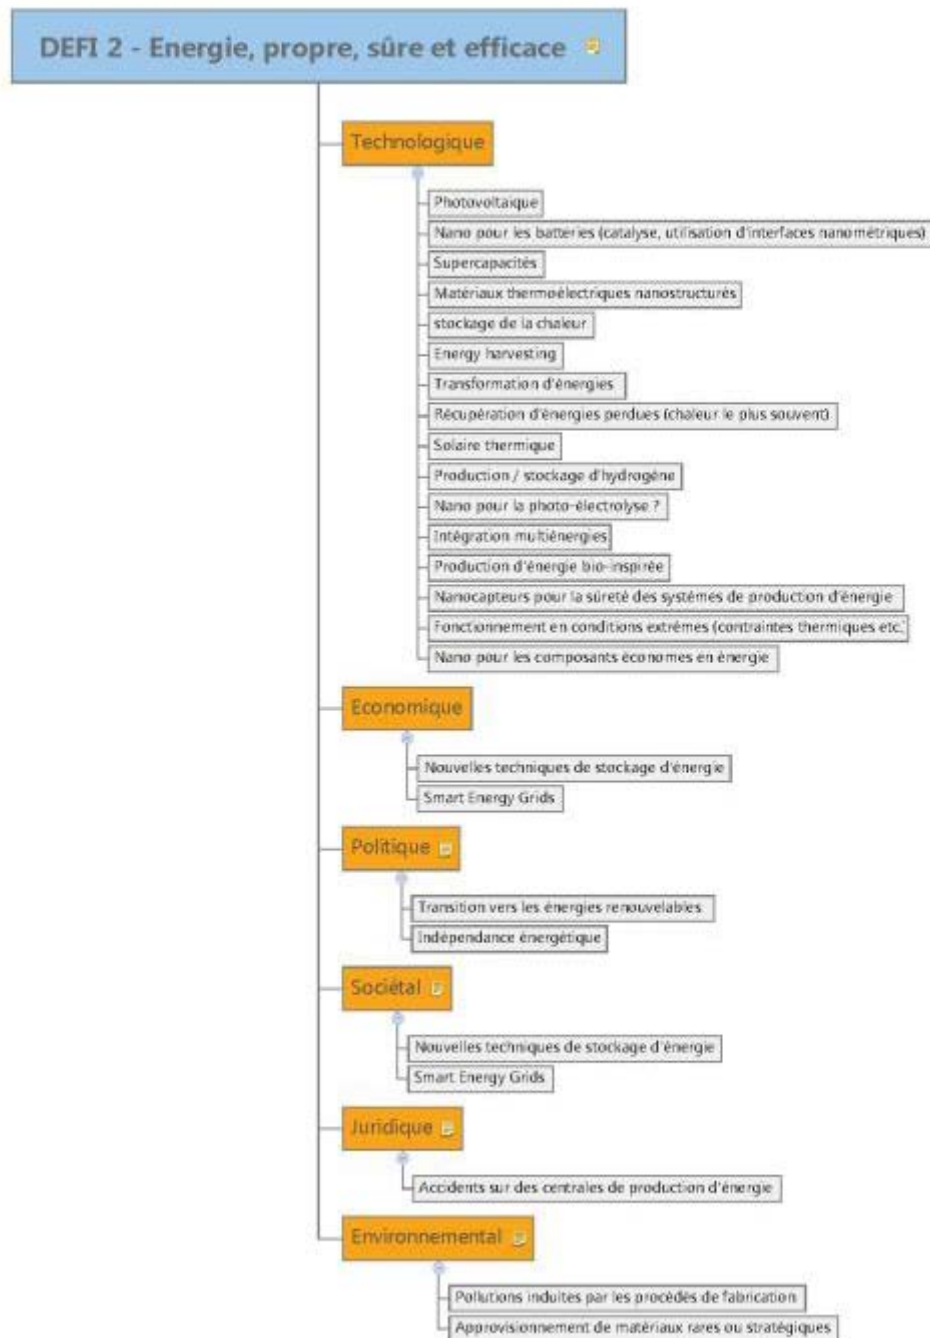 DEFI 2 - Energie, propre, sûre et efficace
Technologique
Photovoltaïque
Nano pour les batteries (catalyse, utilisation d'interfaces nanométriques)
Supercapacités
Matériaux thermoélectriques nanostructurés
stockage de la chaleur
Energy harvesting
Transformation d'énergies
Récupération d'énergies perdues (chaleur le plus souvent)
Solaire thermique
Production / stockage d'hydrogène
Nano pour la photo-électrolyse ?
Intégration multiénergies
Production d'énergie bio-inspirée
Nanocapteurs pour la sûreté des systèmes de production d'énergie
Fonctionnement en conditions extrêmes (contraintes thermiques etc.)
Nano pour les composants économes en énergie
Economique
Nouvelles techniques de stockage d'énergie
Smart Energy Grids
Politique
Transition vers les énergies renouvelables
Indépendance énergétique
Sociétal
Nouvelles techniques de stockage d'énergie
Smart Energy Grids
Juridique
Accidents sur des centrales de production d'énergie
Environnemental
Pollutions induites par les procédés de fabrication
Approvisionnement de matériaux rares ou stratégiques